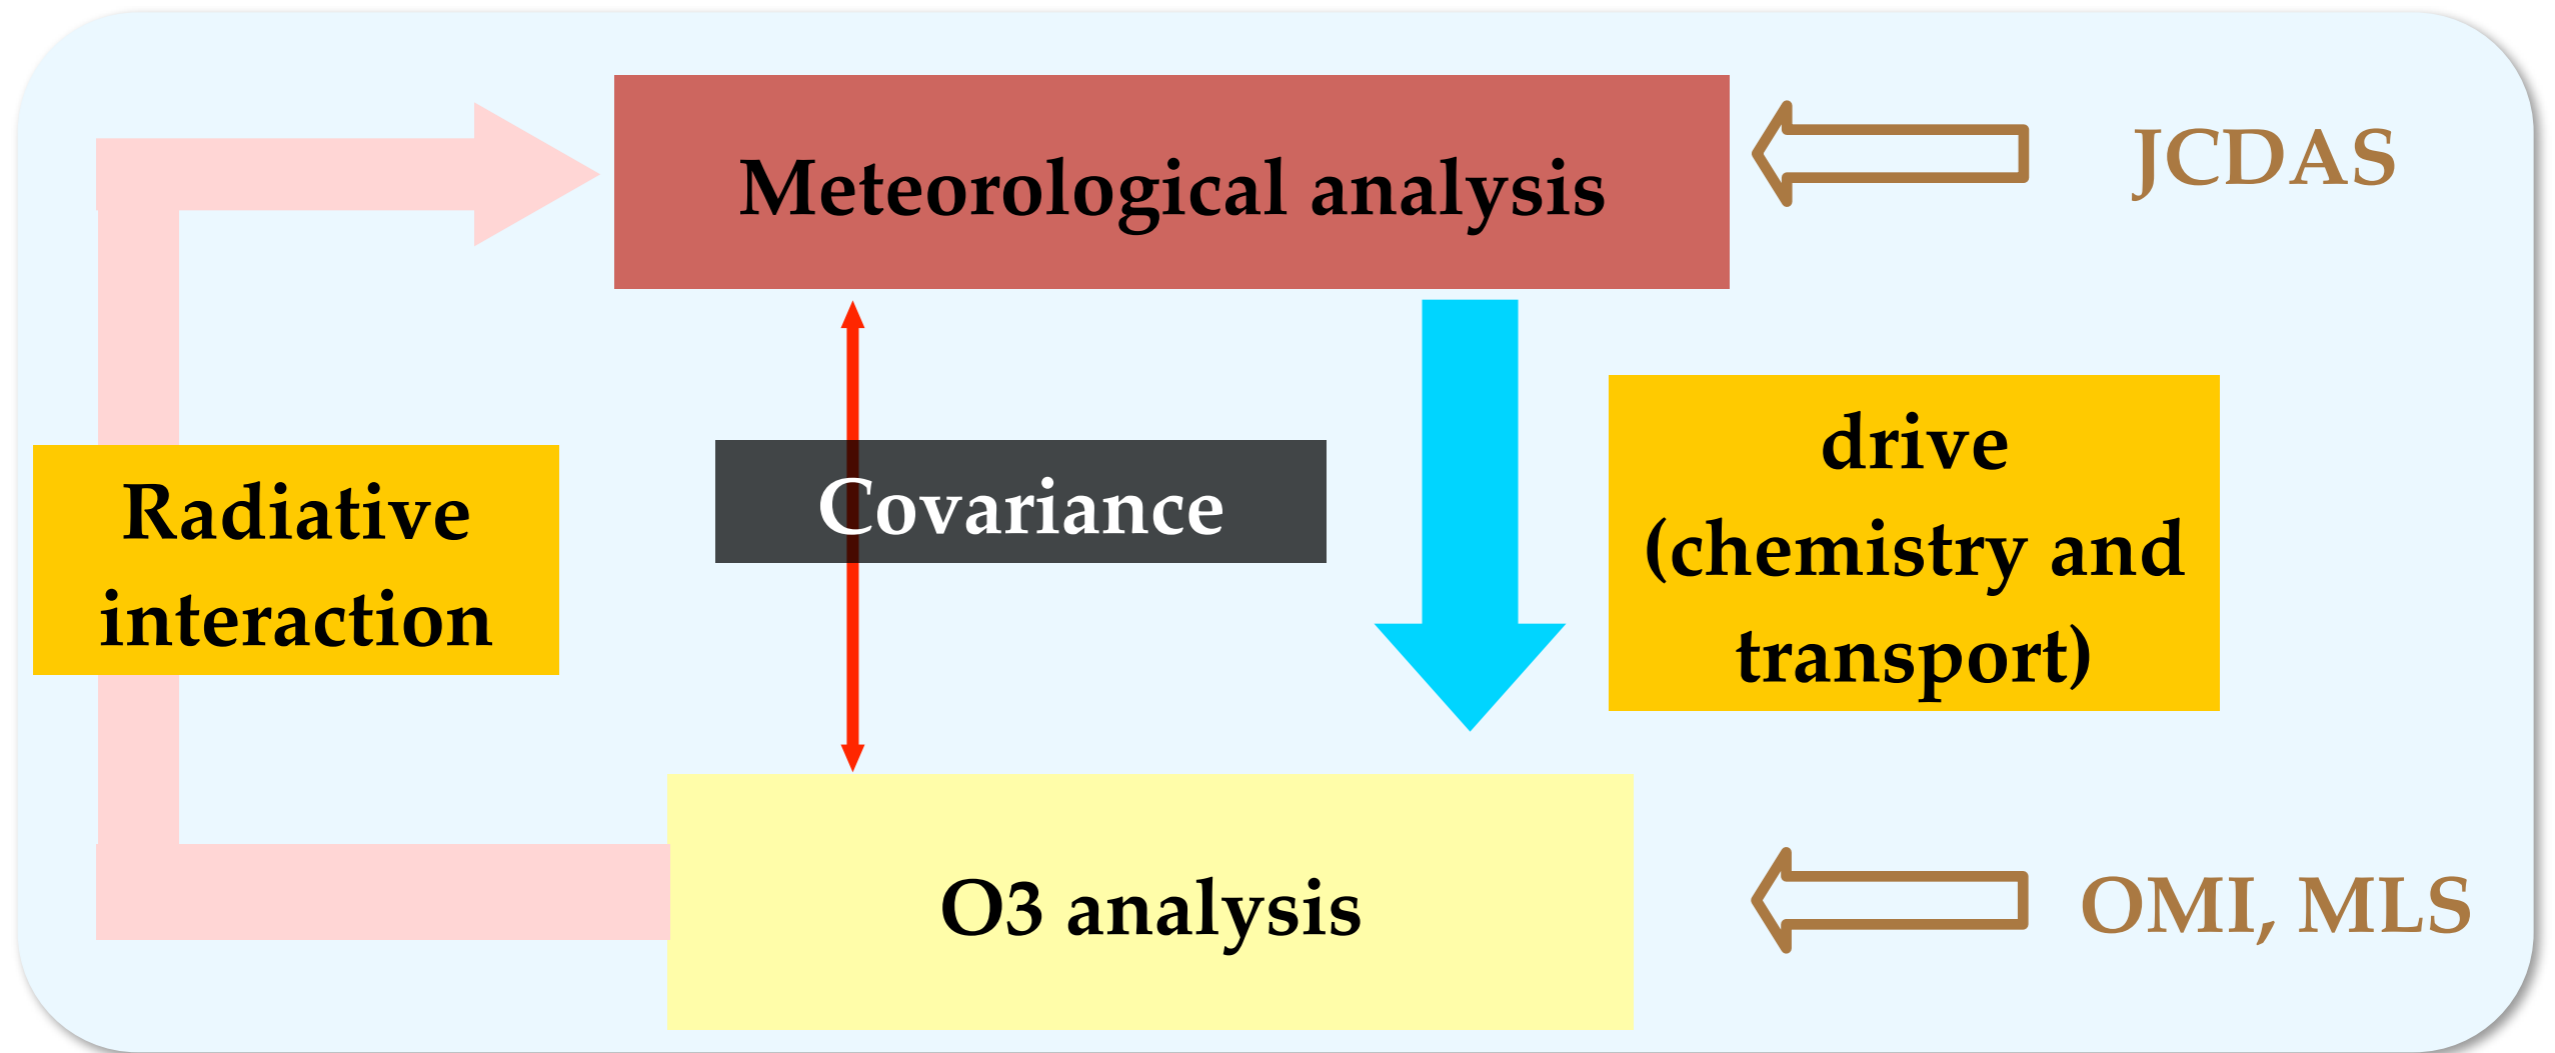 Meteorological analysis
JCDAS
Radiative
interaction
Covariance
drive
(chemistry and
transport)
O3 analysis
OMI, MLS